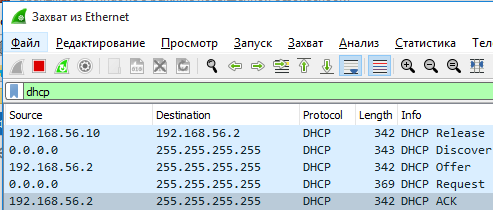 Захват из Ethernet
Файл Редактирование Просмотр Запуск Захват Анализ Статистика Тел
dhcp
Source Destination Protocol Length Info
192.168.56.10 192.168.56.2 DHCP 342 DHCP Release
0.0.0.0 255.255.255.255 DHCP 343 DHCP Discover
192.168.56.2 255.255.255.255 DHCP 342 DHCP Offer
0.0.0.0 255.255.255.255 DHCP 369 DHCP Request
192.168.56.2 255.255.255.255 DHCP 342 DHCP ACK